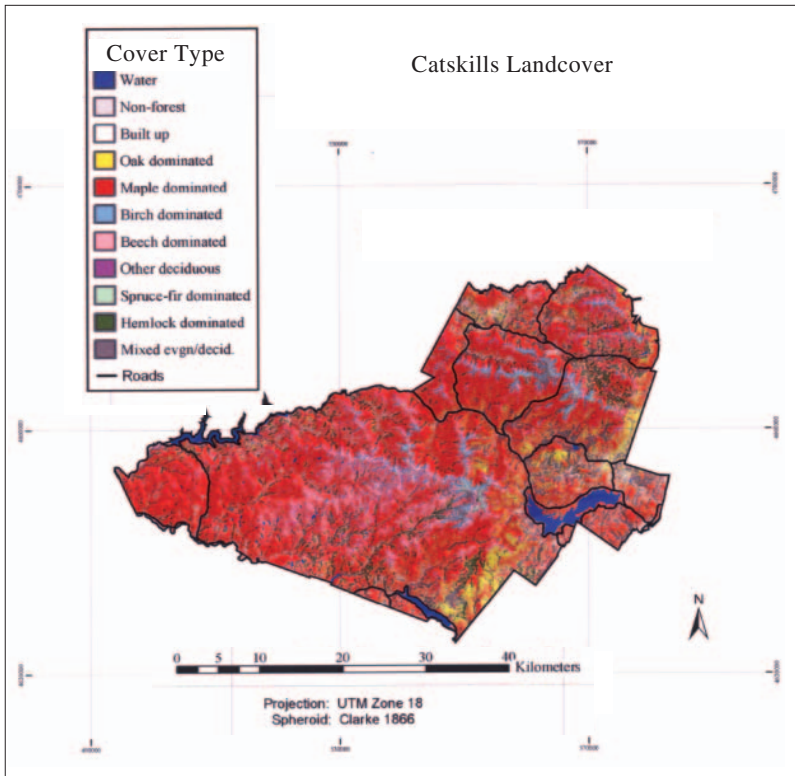 Cover Type
Catskills Landcover
Water
Non-forest
Built up
Oak dominated
Maple dominated
Birch dominated
Beech dominated
Other deciduous
Spruce-fir dominated
Hemlock dominated
Mixed evgn/decid.
Roads
N
0 5 10 20 30 40
Kilometers
Projection: UTM Zone 18
Spheroid: Clarke 1866